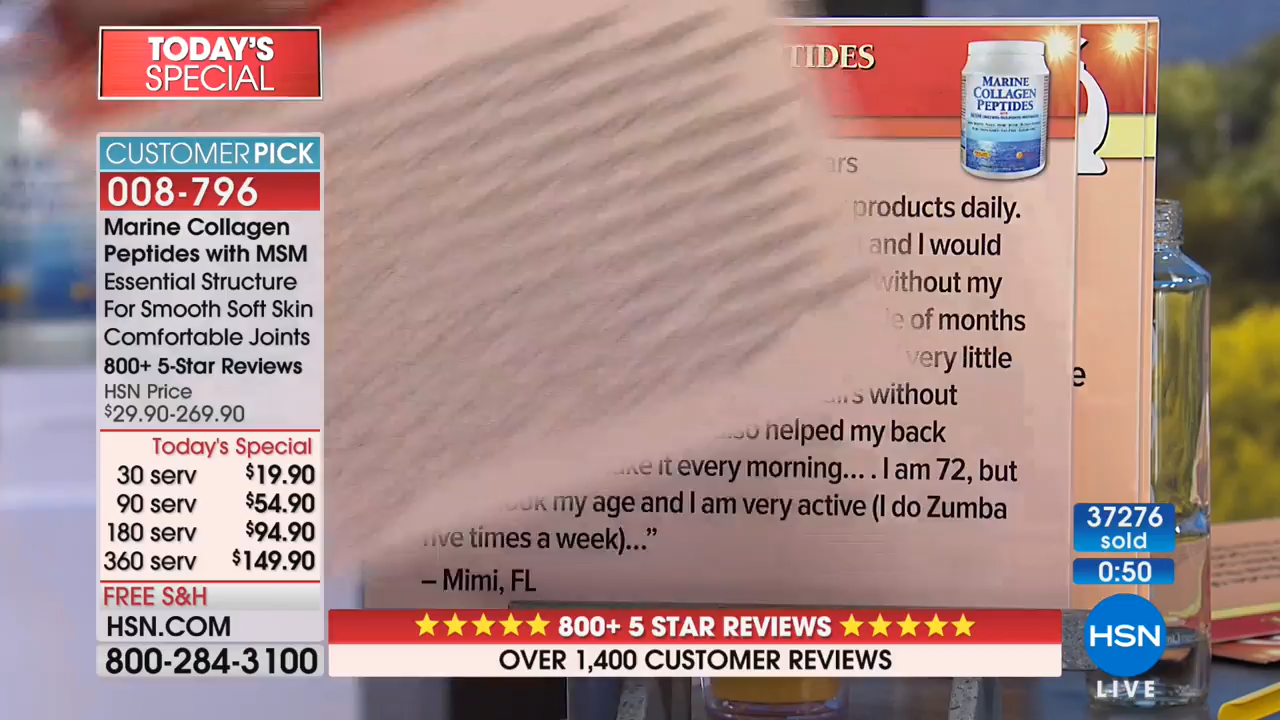 TODAY'S
SPECIAL
CUSTOMER PICK
008-796
Marine Collagen
Peptides with MSM
Essential Structure
For Smooth Soft Skin
Comfortable Joints
800+ 5-Star Reviews
HSN Price
$29.90-269.90
Today's Special
30 serv $19.90
90 serv $54.90
180 serv $94.90
360 serv $149.90
FREE S&H
HSN.COM
800-284-3100
TIDES
MARINE
COLLAGEN
PEPTIDES
products daily.
and I would
without my
of months
very little
without
helped my back
it every morning... . I am 72, but
my age and I am very active (I do Zumba
five times a week)..."
– Mimi, FL
e
37276
sold
0:50
HSN
LIVE
★★★★★ 800+ 5 STAR REVIEWS ★★★★★
OVER 1,400 CUSTOMER REVIEWS